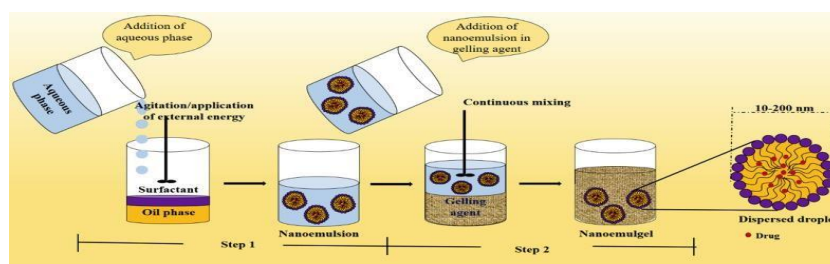 Addition of
aqueous phase
Aqueous
phase
Agitation/application
of external energy
Surfactant
Oil phase
Nanoemulsion
Step 1
Addition of
nanoemulsion in
gelling agent
Continuous mixing
Gelling
agent
Nanoemulgel
Step 2
10-200 nm
Dispersed drople
Drug